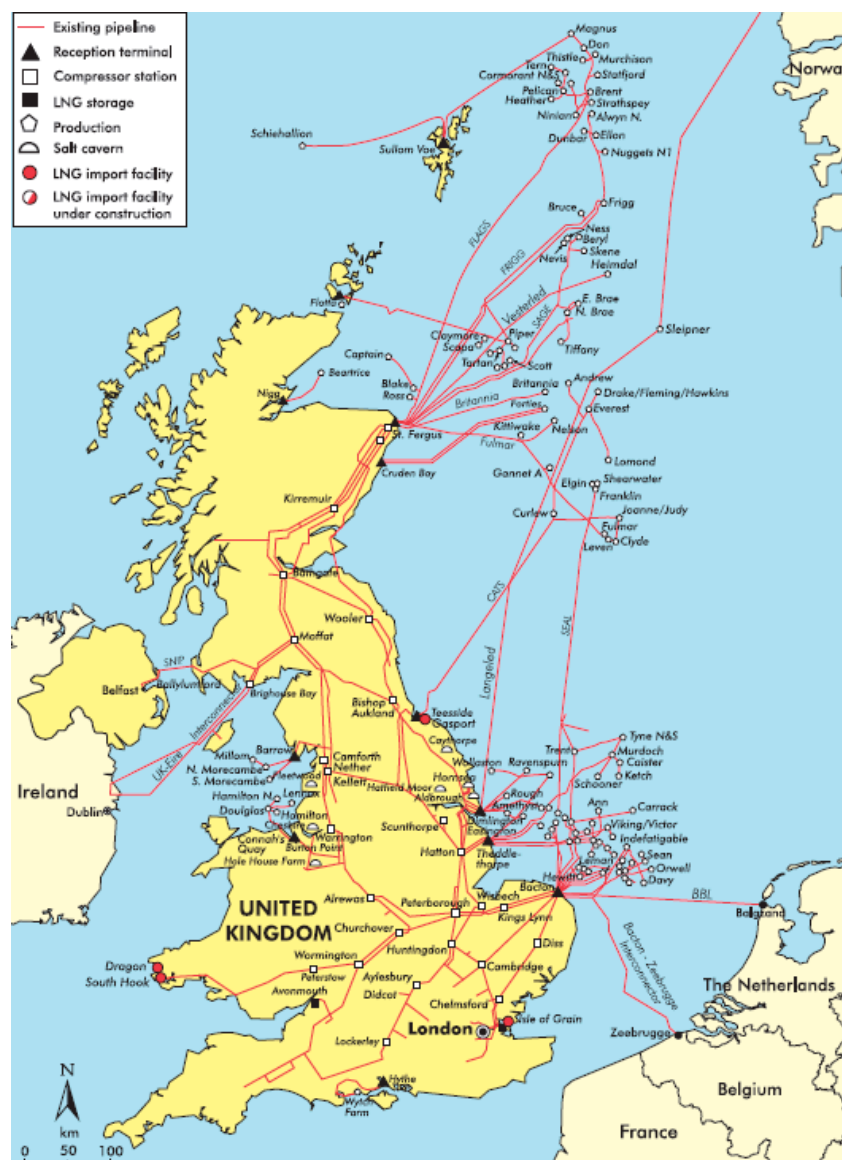 Existing pipeline
Reception terminal
Compressor station
LNG storage
Production
Salt cavern
LNG import facility
LNG import facility
under construction
Norwa
Magnus
Don
Thistle
Murchison
Tern
Statfjord
Cormorant N&S
Pelican
Brent
Heather
Strathspey
Ninian
Alwyn N.
Dunbar
Ellon
Nuggets N1
Schiehallion
Sullom Voe
Bruce
Frigg
Ness
Beryl
Nevis
Skene
Heimdal
FLAGS
FRIGG
Vesterled
SAGE
Flotta
E. Brae
N. Brae
Sleipner
Claymore
Piper
Scapa
Tiffany
Tartan
Scott
Captain
Beatrice
Blake
Ross
Nigg
Britannia
Andrew
Drake/Fleming/Hawkins
Britannia
Forties
Everest
St. Fergus
Fulmar
Kittiwake
Nelson
Cruden Bay
Gannet A
Lomond
Elgin
Shearwater
Franklin
Kirremuir
Curlew
Joanne/Judy
Fulmar
Leven
Clyde
Bamgate
CATS
Wooler
SEAL
Langeled
Moffat
SNIP
Belfast
Ballylumford
Brighouse Bay
Interconnector
UK-Eire
Bishop
Aukland
Teesside
Gasport
Caythorpe
Tyne N&S
Trent
Murdoch
Wollaston
Ravenspurn
Caister
Ketch
Schooner
Barrow
Millom
N. Morecambe
S. Morecambe
Fleetwood
Camforth
Nether
Kellett
Hatfield Moor
Hornsea
Aldbrough
Rough
Amethyst
Ireland
Dublin
Hamilton N.
Lennox
Douglas
Hamilton
Cheshire
Connah's
Quay
Burton Point
Warrington
Hole House Farm
Scunthorpe
Dimlington
Easington
Theddle-
thorpe
Hatton
Ann
Carrack
Viking/Victor
Indefatigable
Sean
Leman
Orwell
Hewitt
Davy
Bacton
BBL
Balgzand
Alrewas
Peterborough
Wisbech
Kings Lynn
UNITED
KINGDOM
Churchover
Huntingdon
Diss
Wormington
Peterstow
Cambridge
Aylesbury
Didcot
Dragon
South Hook
Avonmouth
Chelmsford
Bacton - Zeebrugge
Interconnector
The Netherlands
London
Isle of Grain
Lockerley
Zeebrugge
Hythe
Wytch
Farm
Belgium
France
N
km
0 50 100